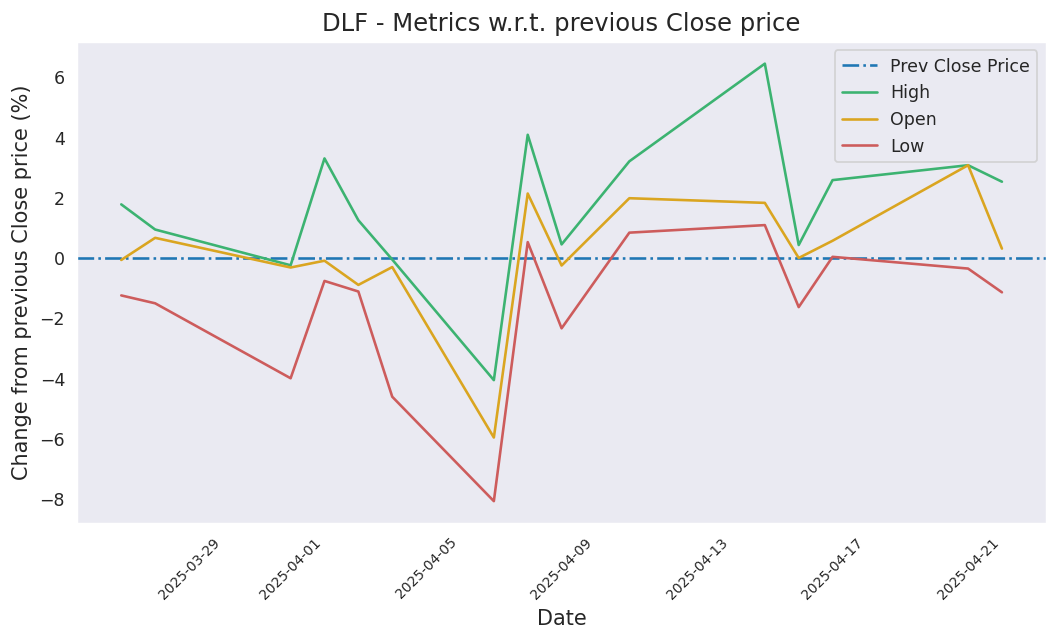 DLF - Metrics w.r.t. previous Close price
Prev Close Price
High
Open
Low
Change from previous Close price (%)
6
4
2
0
−2
−4
−6
−8
2025-03-29
2025-04-01
2025-04-05
2025-04-09
2025-04-13
2025-04-17
2025-04-21
Date